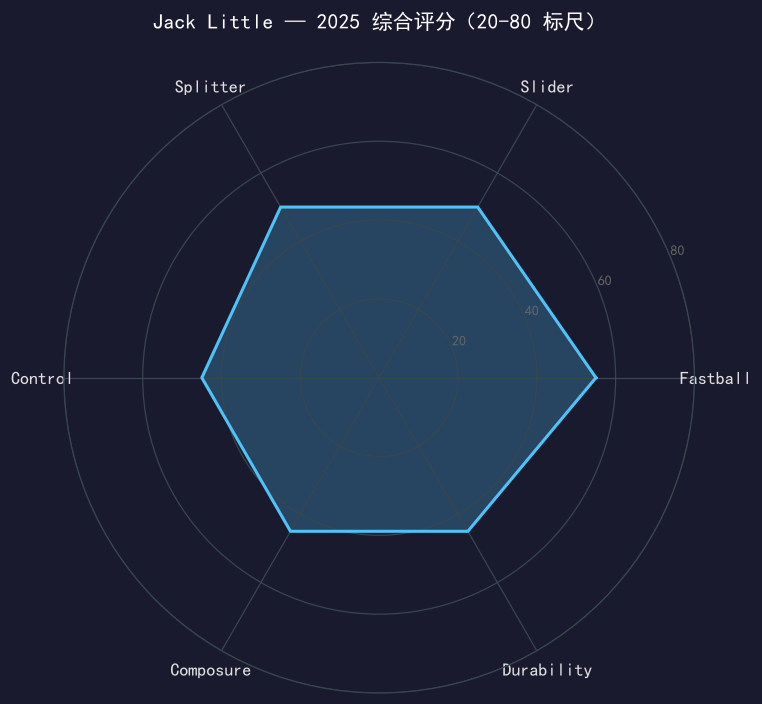 Jack Little — 2025 综合评分（20-80 标尺）
Splitter
Slider
80
60
40
20
Control
Fastball
Composure
Durability